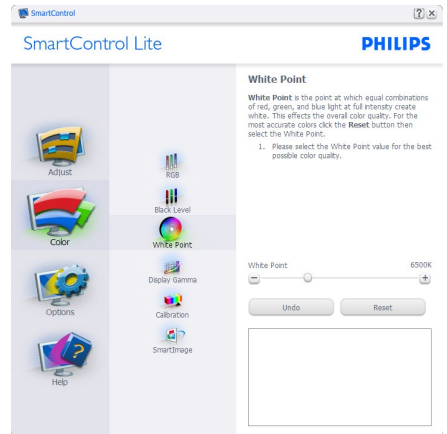 SmartControl
SmartControl Lite
PHILIPS
Adjust
Color
Options
Help
RGB
Black Level
White Point
Display Gamma
Calibration
SmartImage
White Point
White Point is the point at which equal combinations
of red, green, and blue light at full intensity create
white. This effects the overall color quality. For the
most accurate colors click the Reset button then
select the White Point.
1. Please select the White Point value for the best
possible color quality.
White Point 6500K
Undo Reset